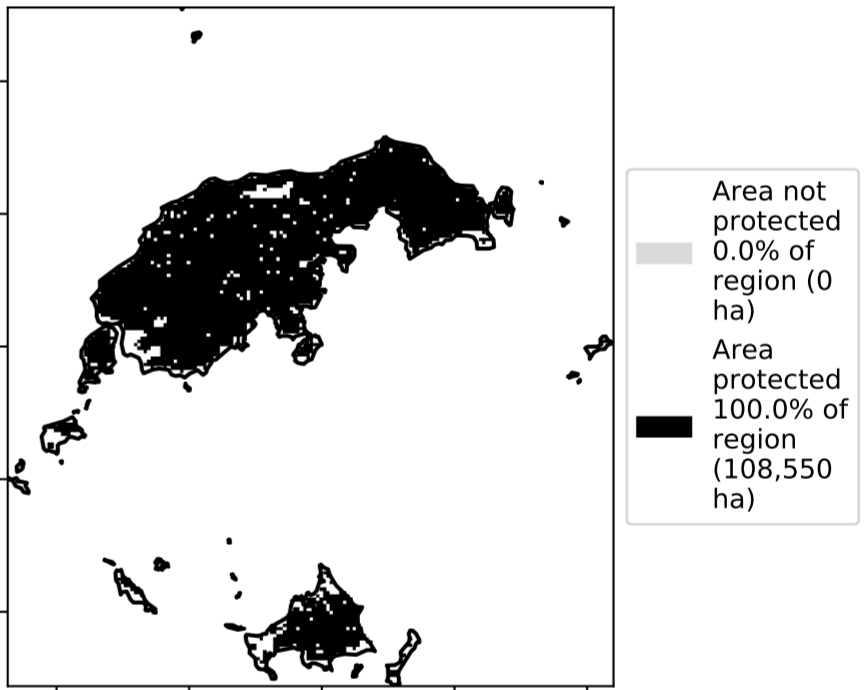 Area not
protected
0.0% of
region (0
ha)
Area
protected
100.0% of
region
(108,550
ha)